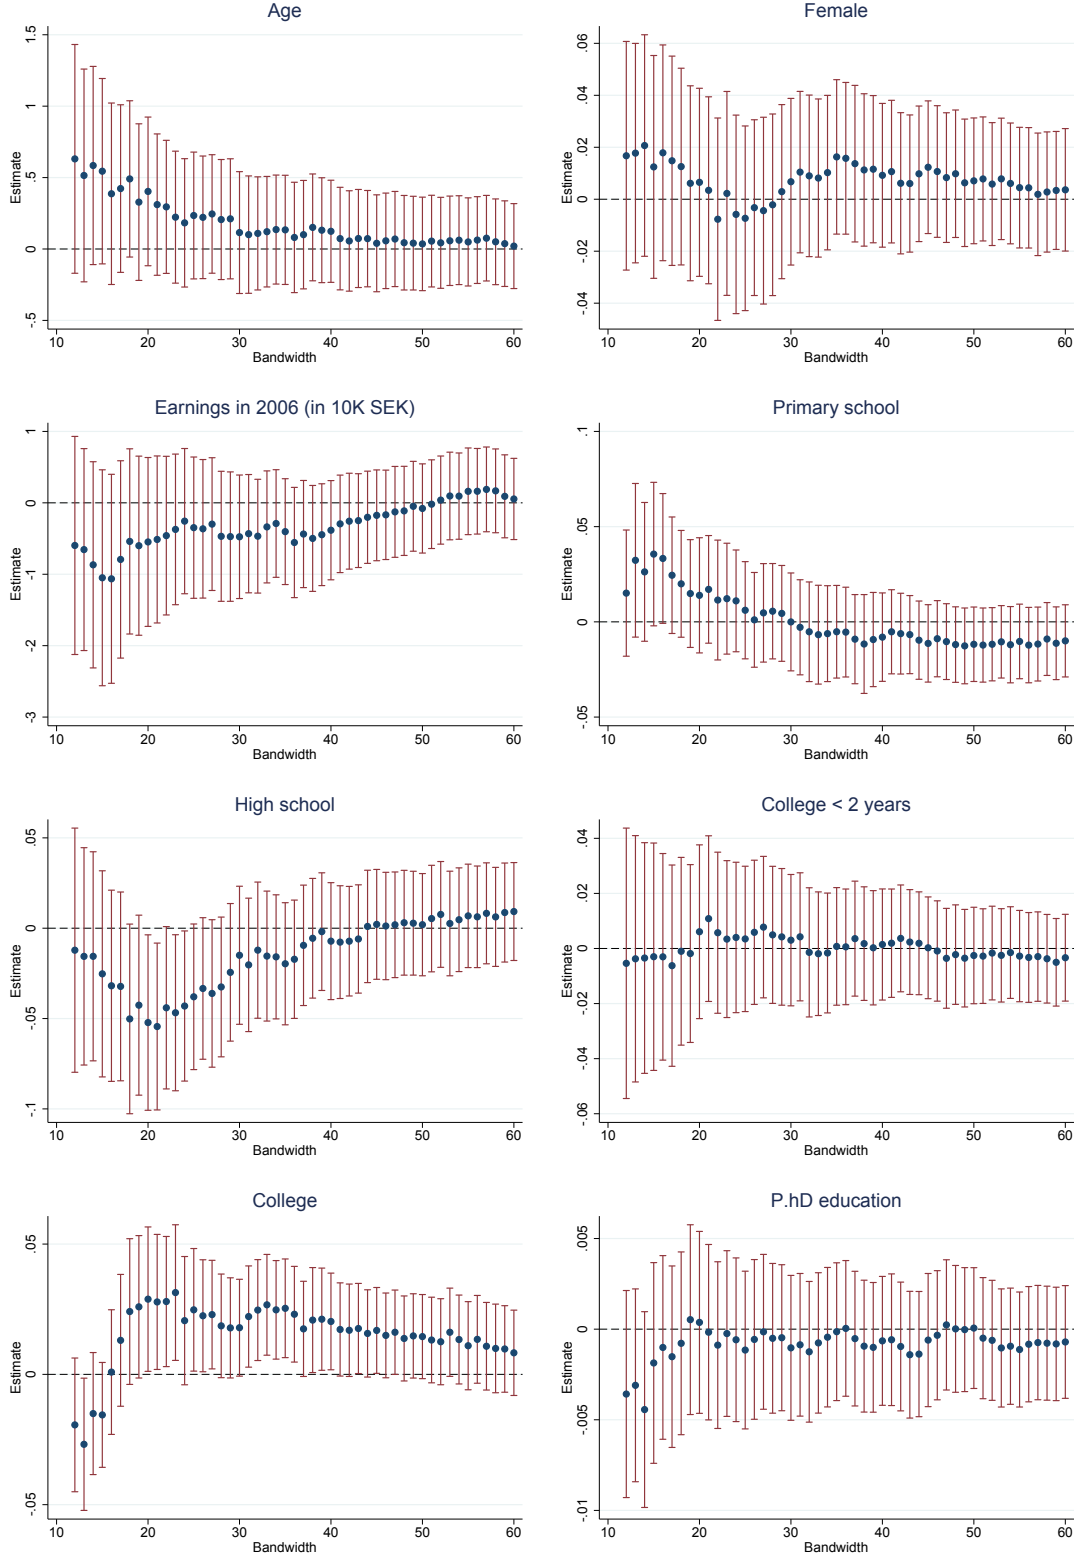 Age
Estimate
1.5
1
.5
0
-.5
10 20 30 40 50 60
Bandwidth
Female
Estimate
.06
.04
.02
0
-.02
-.04
10 20 30 40 50 60
Bandwidth
Earnings in 2006 (in 10K SEK)
Estimate
1
0
-1
-2
-3
10 20 30 40 50 60
Bandwidth
Primary school
Estimate
.1
.05
0
-.05
10 20 30 40 50 60
Bandwidth
High school
Estimate
.05
0
-.05
-.1
10 20 30 40 50 60
Bandwidth
College < 2 years
Estimate
.04
.02
0
-.02
-.04
-.06
10 20 30 40 50 60
Bandwidth
College
Estimate
.05
0
-.05
10 20 30 40 50 60
Bandwidth
P.hD education
Estimate
.005
0
-.005
-.01
10 20 30 40 50 60
Bandwidth